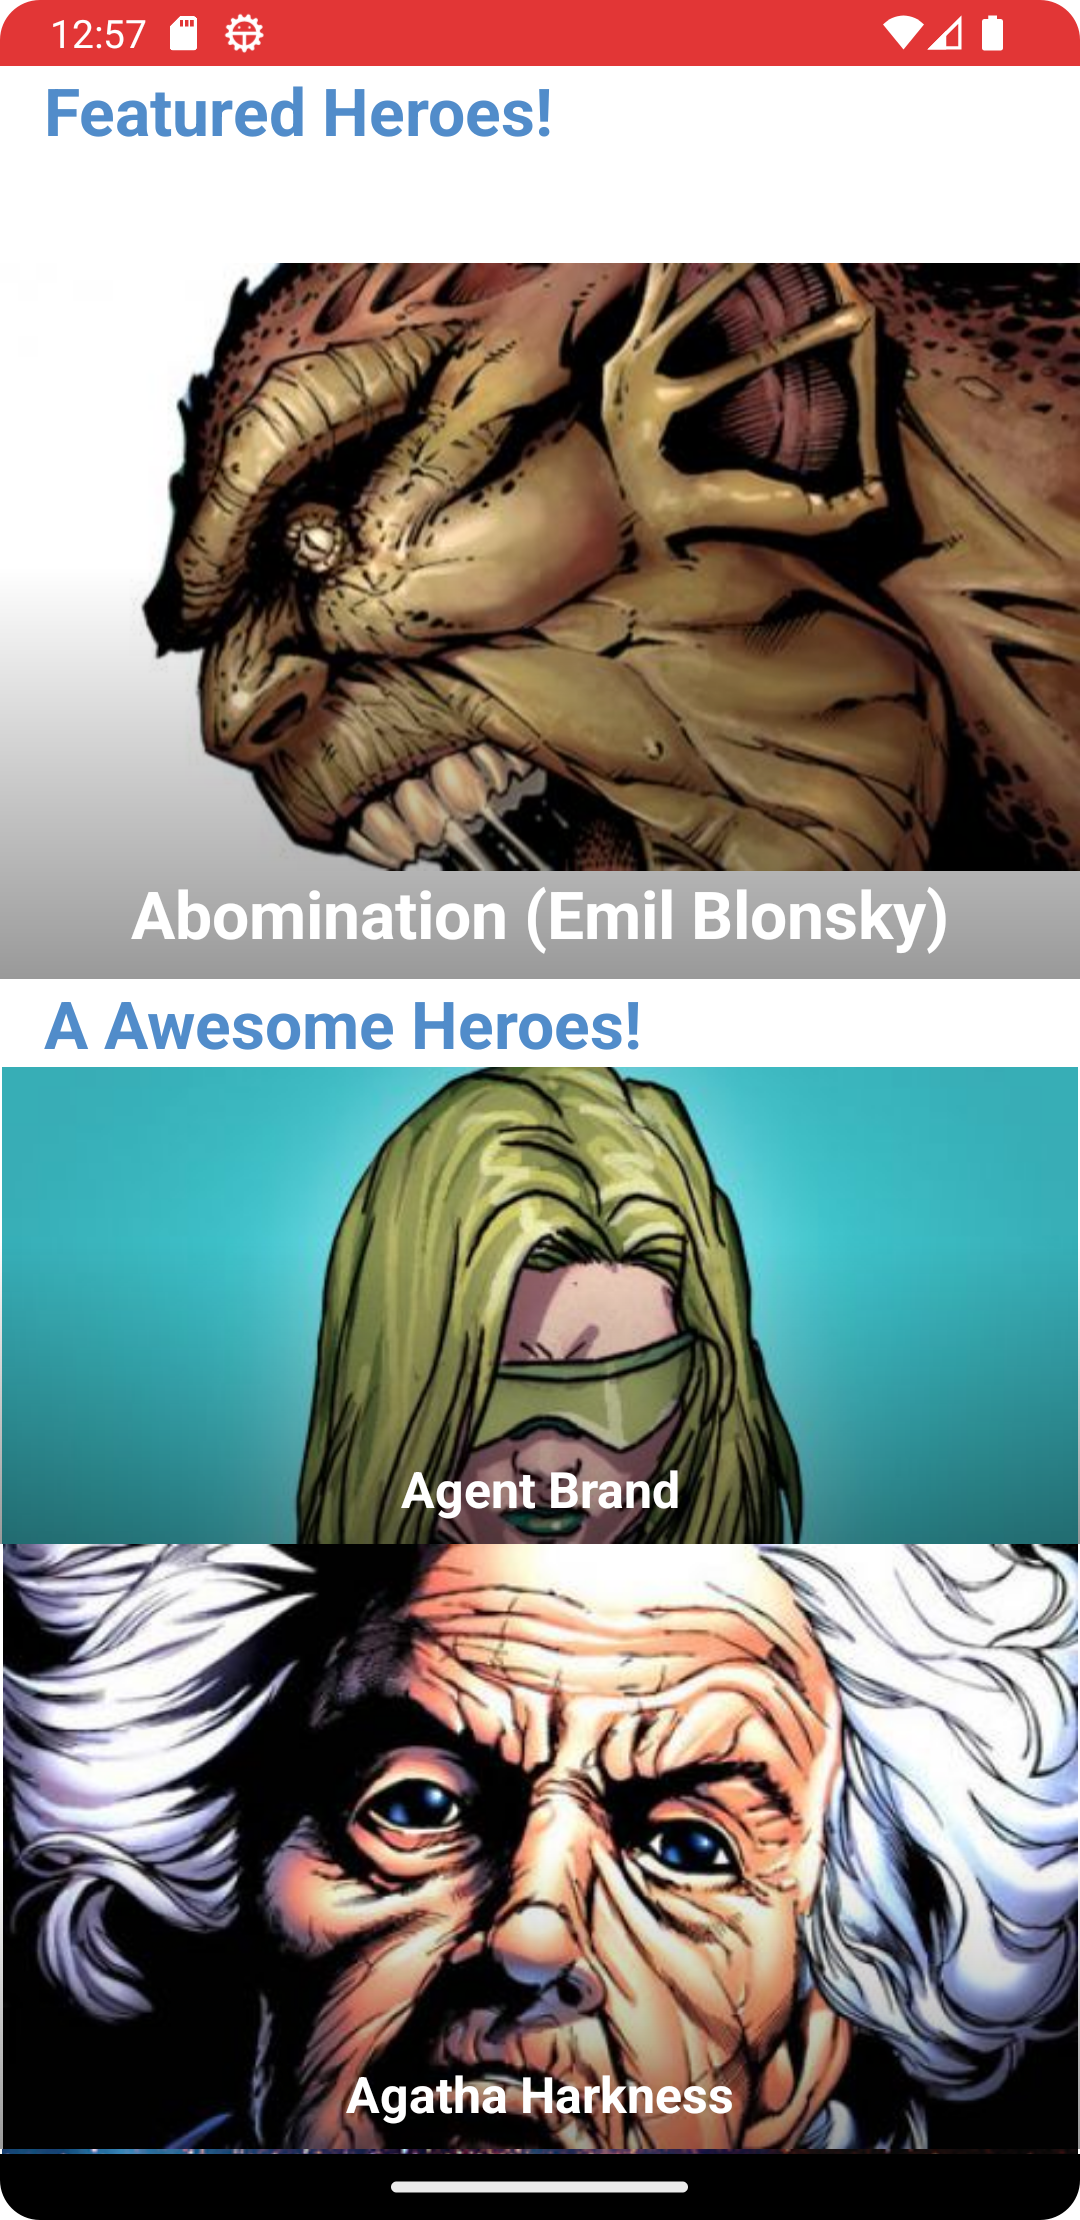 12:57
Featured Heroes!
Abomination (Emil Blonsky)
A Awesome Heroes!
Agent Brand
Agatha Harkness